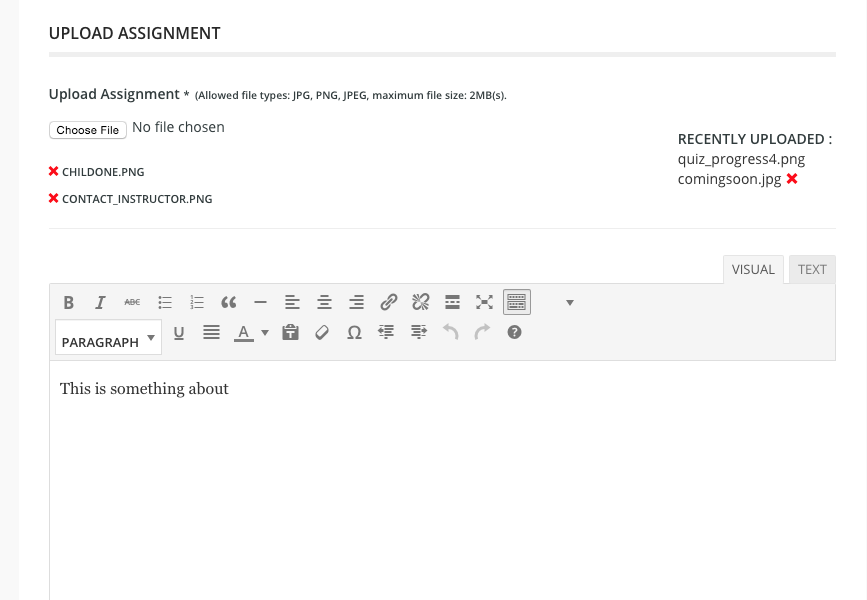 UPLOAD ASSIGNMENT
Upload Assignment * (Allowed file types: JPG, PNG, JPEG, maximum file size: 2MB(s).
Choose File No file chosen
RECENTLY UPLOADED :
quiz_progress4.png
comingsoon.jpg
CHILDONE.PNG
CONTACT_INSTRUCTOR.PNG
VISUAL TEXT
B I ABC
PARAGRAPH U A Ω
This is something about